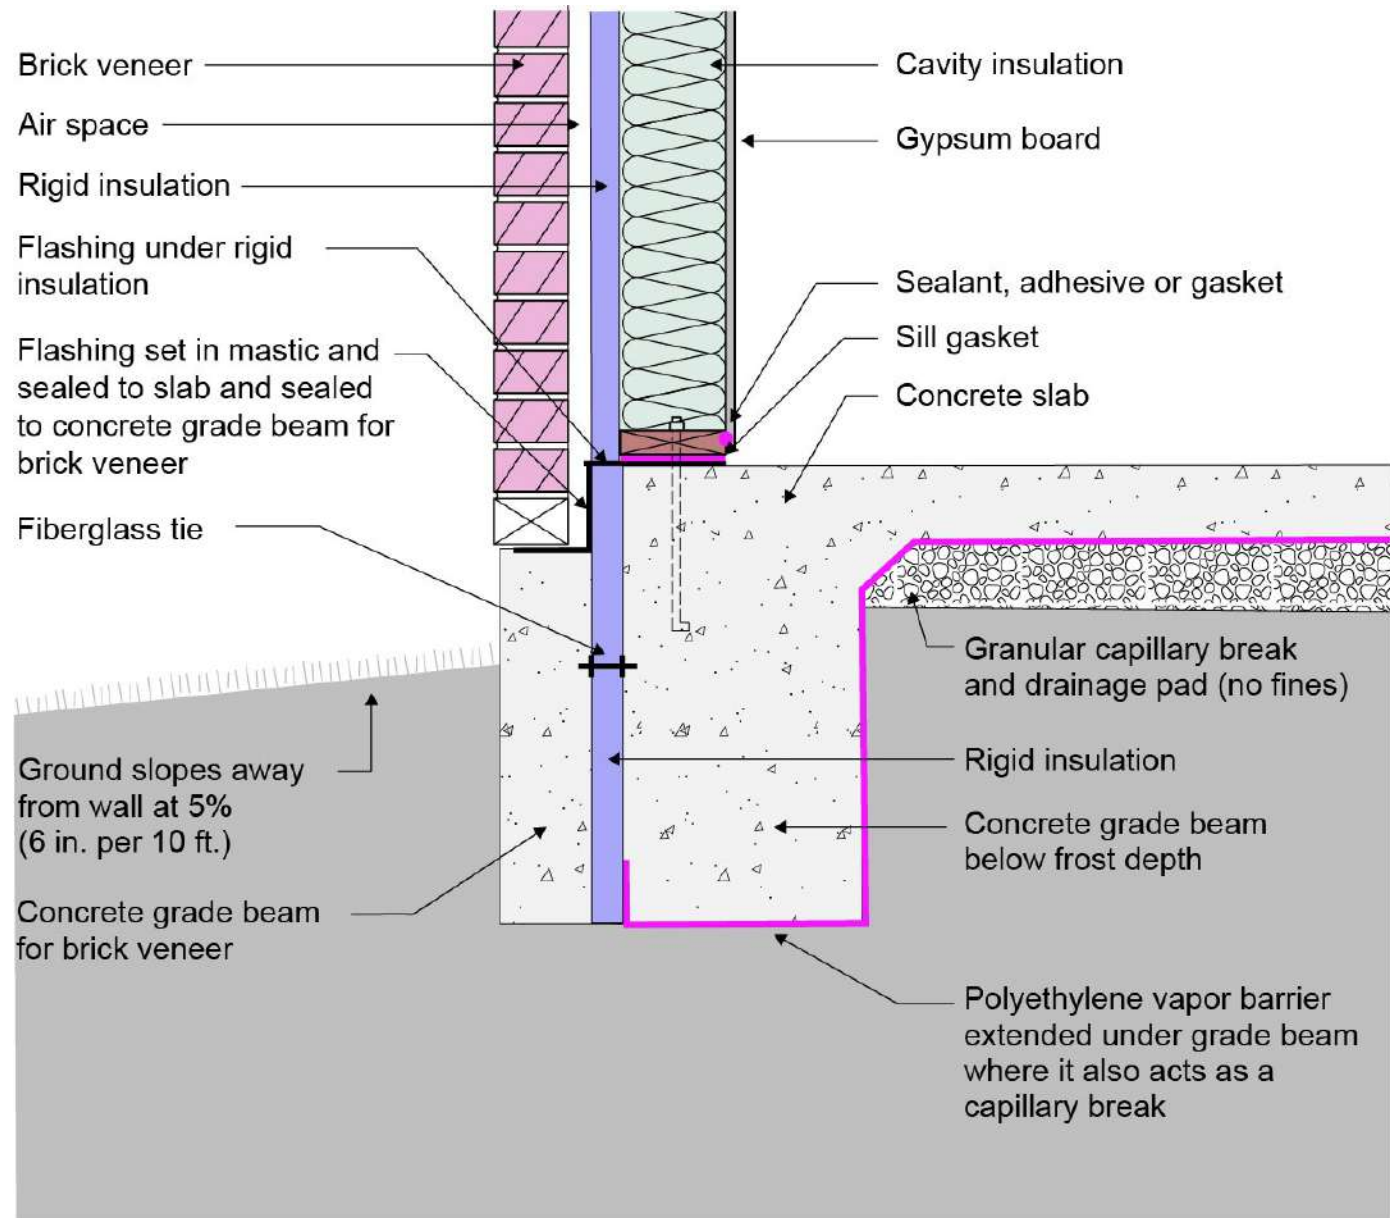 Brick veneer
Air space
Rigid insulation
Flashing under rigid
insulation
Flashing set in mastic and
sealed to slab and sealed
to concrete grade beam for
brick veneer
Fiberglass tie
Ground slopes away
from wall at 5%
(6 in. per 10 ft.)
Concrete grade beam
for brick veneer
Cavity insulation
Gypsum board
Sealant, adhesive or gasket
Sill gasket
Concrete slab
Granular capillary break
and drainage pad (no fines)
Rigid insulation
Concrete grade beam
below frost depth
Polyethylene vapor barrier
extended under grade beam
where it also acts as a
capillary break